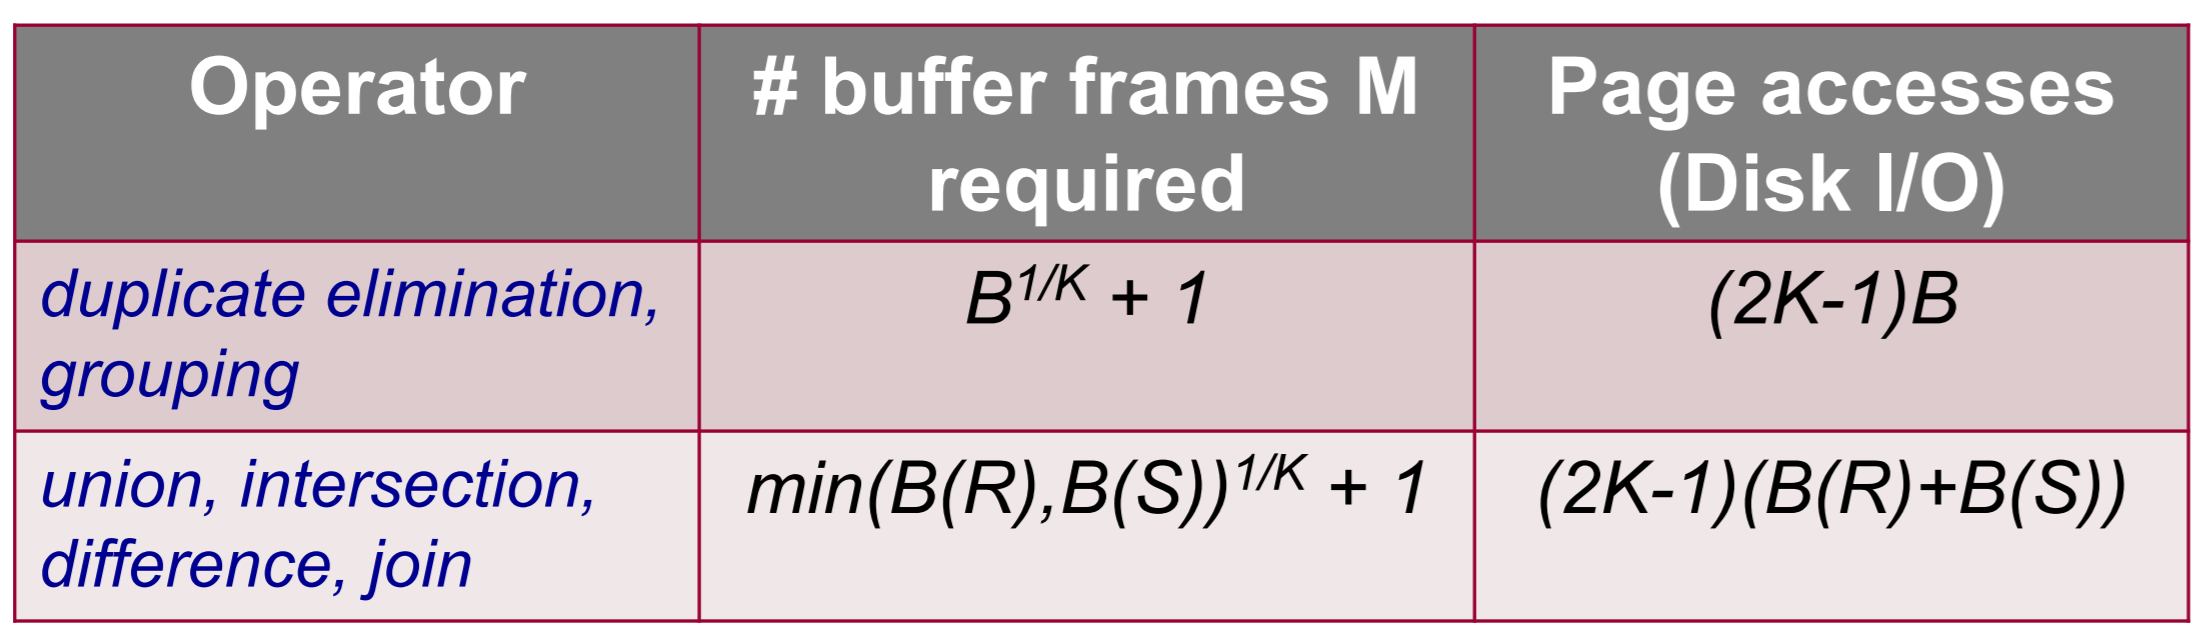 Operator
# buffer frames M
required
Page accesses
(Disk I/O)
duplicate elimination,
grouping
B^{1/K} + 1
(2K-1)B
union, intersection,
difference, join
min(B(R),B(S))^{1/K} + 1
(2K-1)(B(R)+B(S))